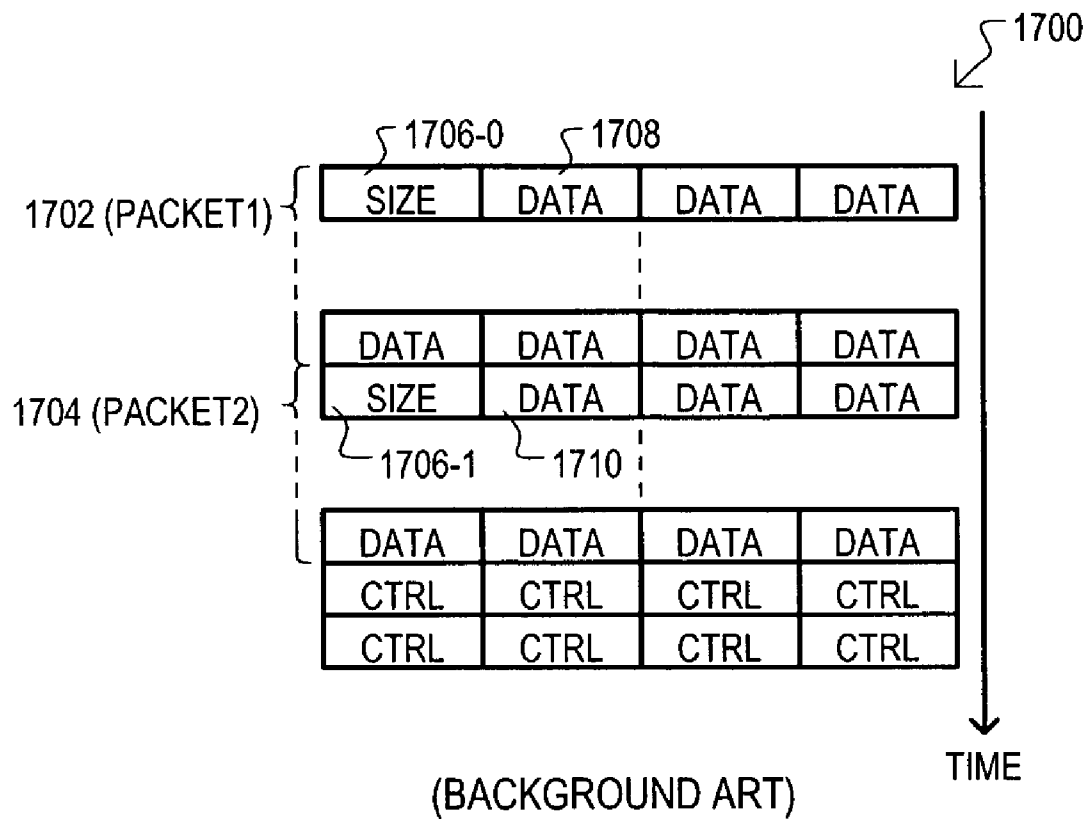 1700
1706-0
1708
1702 (PACKET1)
SIZE DATA DATA DATA
DATA DATA DATA DATA
1704 (PACKET2)
SIZE DATA DATA DATA
1706-1
1710
DATA DATA DATA DATA
CTRL CTRL CTRL CTRL
CTRL CTRL CTRL CTRL
TIME
(BACKGROUND ART)